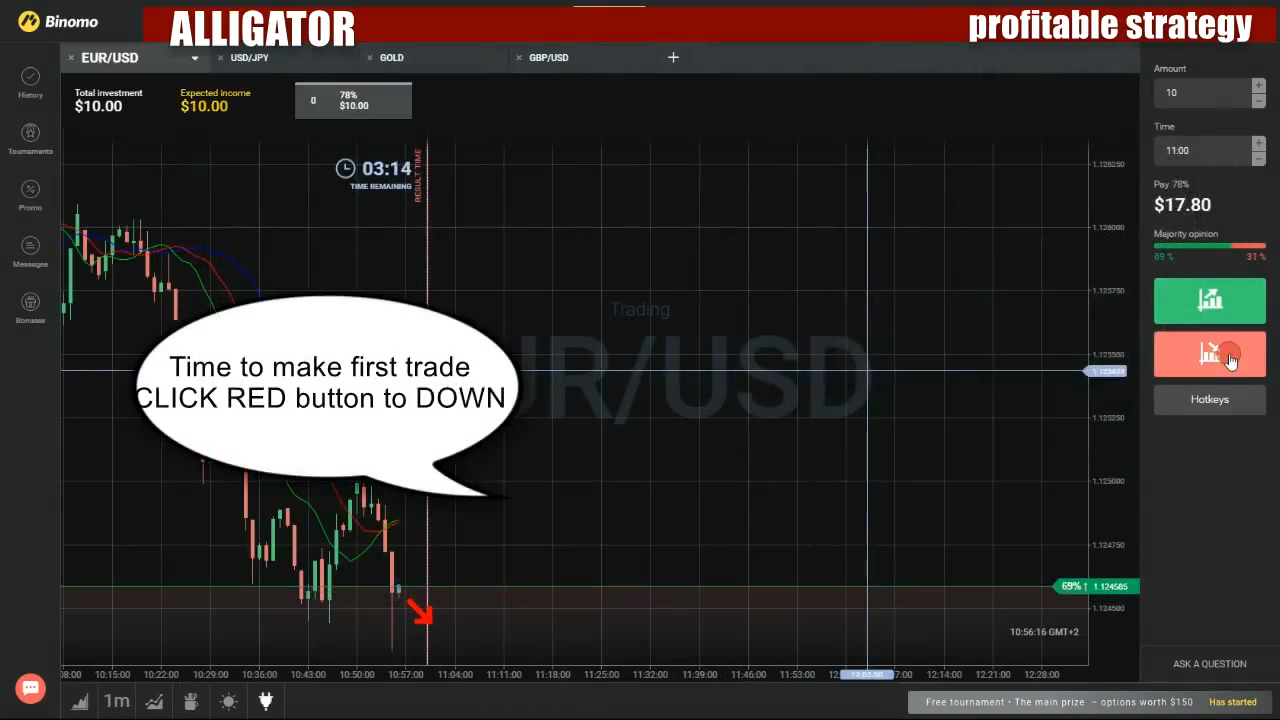 Binomo
ALLIGATOR
profitable strategy
× EUR/USD
× USD/JPY
× GOLD
× GBP/USD
+
Total investment
$10.00
Expected income
$10.00
0
78%
$10.00
History
Tournaments
Promo
Messages
Bonuses
03:14
TIME REMAINING
RESULT TIME
Trading
EUR/USD
Time to make first trade
CLICK RED button to DOWN
1.126250
1.126000
1.125750
1.125500
1.125250
1.125000
1.124750
1.124500
69% ↑ 1.124585
10:56:16 GMT+2
:08:00 10:15:00 10:22:00 10:29:00 10:36:00 10:43:00 10:50:00 10:57:00 11:04:00 11:11:00 11:18:00 11:25:00 11:32:00 11:39:00 11:46:00 11:53:00 12:03:00 7:00 12:14:00 12:21:00 12:28:00
Amount
10
+
−
Time
11:00
+
−
Pay 78%
$17.80
Majority opinion
69 % 31 %
Hotkeys
ASK A QUESTION
1m
Free tournament • The main prize – options worth $150 Has started